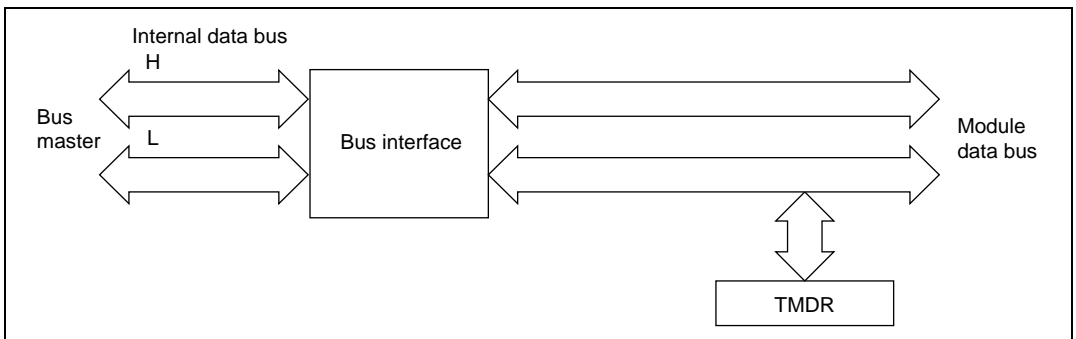 Internal data bus
H
Bus
master
L
Bus interface
Module
data bus
TMDR